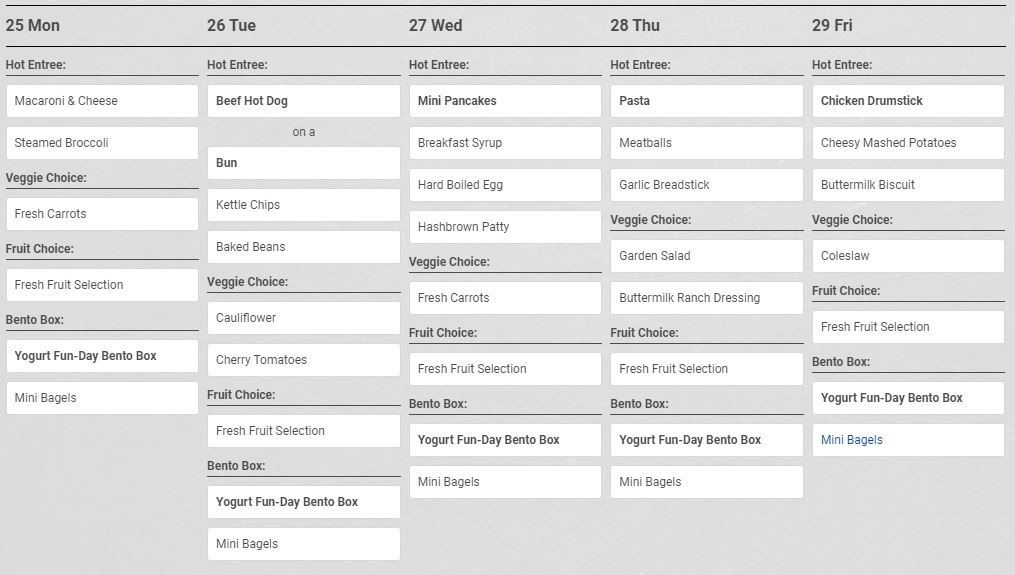 25 Mon
Hot Entree:
Macaroni & Cheese
Steamed Broccoli
Veggie Choice:
Fresh Carrots
Fruit Choice:
Fresh Fruit Selection
Bento Box:
Yogurt Fun-Day Bento Box
Mini Bagels
26 Tue
Hot Entree:
Beef Hot Dog
on a
Bun
Kettle Chips
Baked Beans
Veggie Choice:
Cauliflower
Cherry Tomatoes
Fruit Choice:
Fresh Fruit Selection
Bento Box:
Yogurt Fun-Day Bento Box
Mini Bagels
27 Wed
Hot Entree:
Mini Pancakes
Breakfast Syrup
Hard Boiled Egg
Hashbrown Patty
Veggie Choice:
Fresh Carrots
Fruit Choice:
Fresh Fruit Selection
Bento Box:
Yogurt Fun-Day Bento Box
Mini Bagels
28 Thu
Hot Entree:
Pasta
Meatballs
Garlic Breadstick
Veggie Choice:
Garden Salad
Buttermilk Ranch Dressing
Fruit Choice:
Fresh Fruit Selection
Bento Box:
Yogurt Fun-Day Bento Box
Mini Bagels
29 Fri
Hot Entree:
Chicken Drumstick
Cheesy Mashed Potatoes
Buttermilk Biscuit
Veggie Choice:
Coleslaw
Fruit Choice:
Fresh Fruit Selection
Bento Box:
Yogurt Fun-Day Bento Box
Mini Bagels